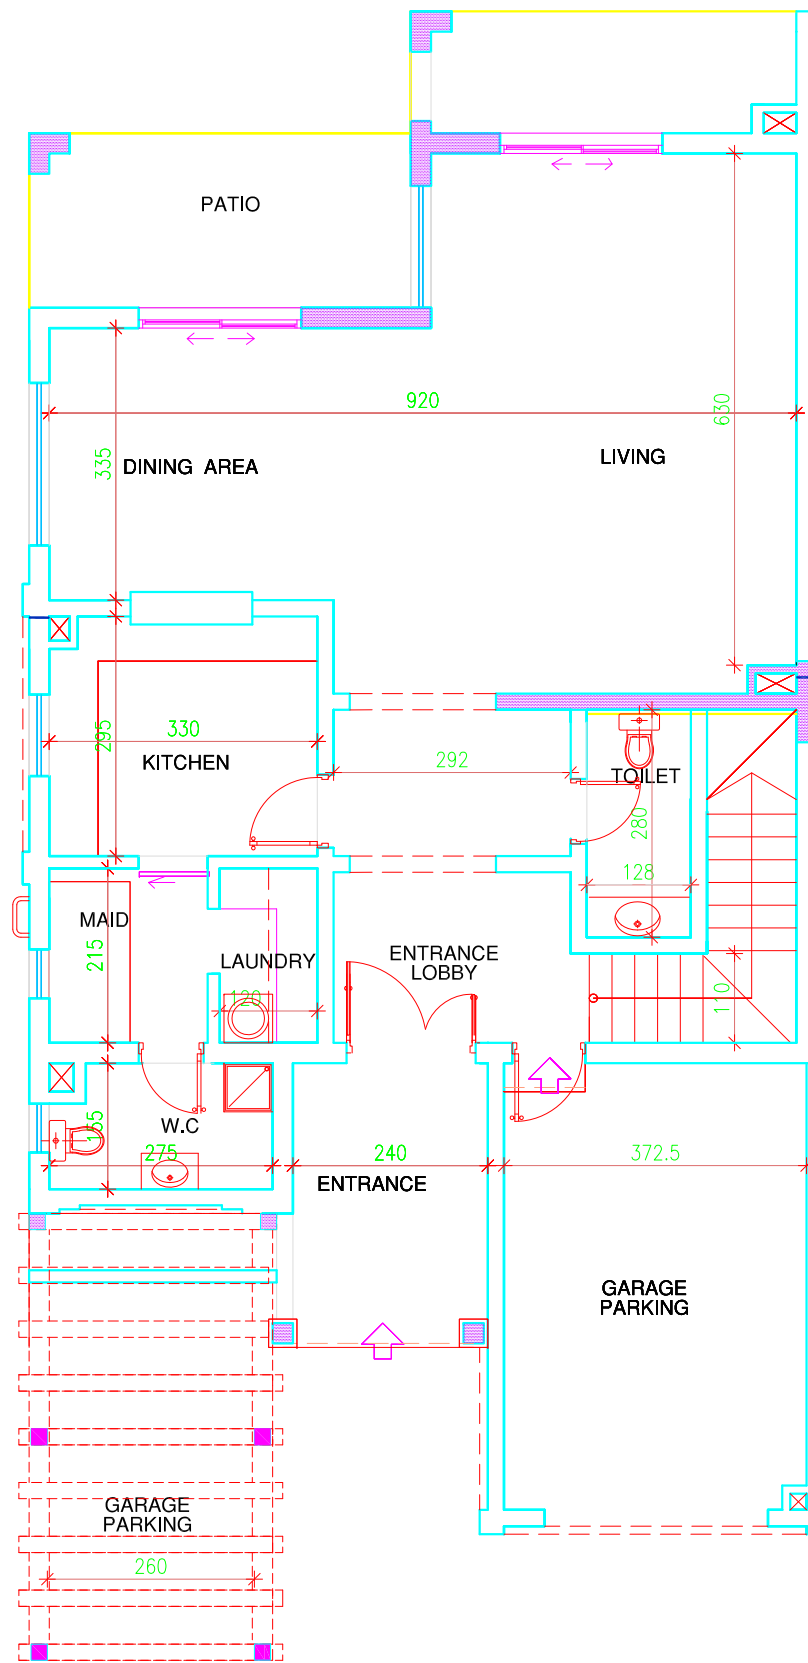 PATIO
920
630
335
DINING AREA
LIVING
295
330
KITCHEN
292
TOILET
280
128
MAID
215
LAUNDRY
120
ENTRANCE
LOBBY
110
155
W.C
275
240
372.5
ENTRANCE
GARAGE
PARKING
GARAGE
PARKING
260